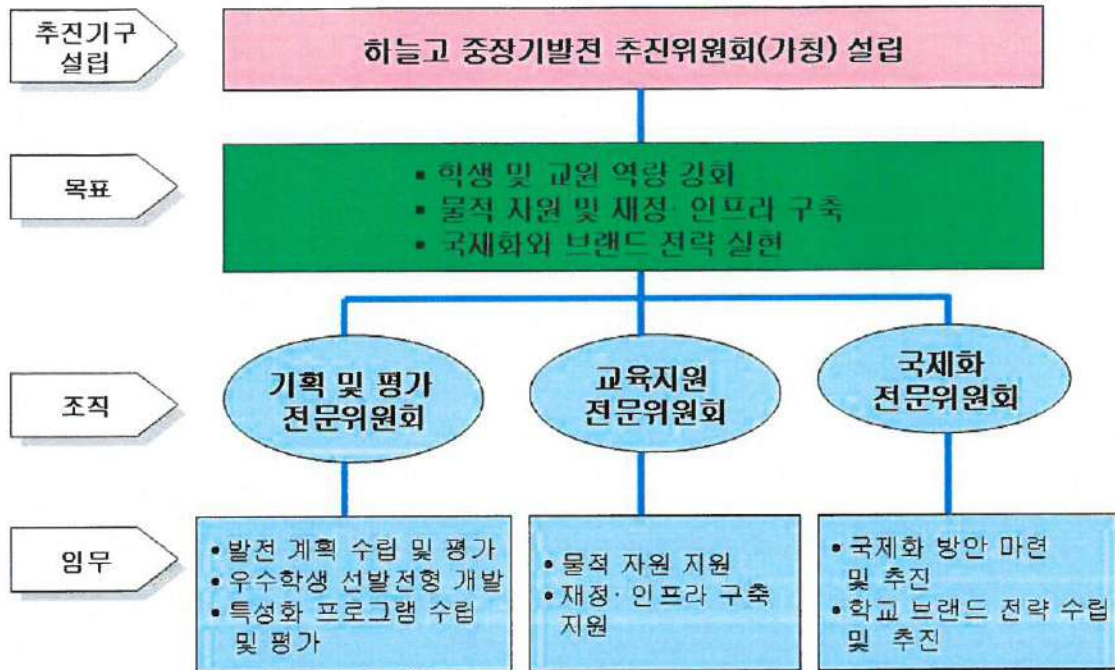 추진기구
설립
하늘고 중장기발전 추진위원회(가칭) 설립
목표
▪ 학생 및 교원 역량 강화
▪ 물적 자원 및 재정· 인프라 구축
▪ 국제화와 브랜드 전략 실현
조직
기획 및 평가
전문위원회
교육지원
전문위원회
국제화
전문위원회
임무
• 발전 계획 수립 및 평가
• 우수학생 선발전형 개발
• 특성화 프로그램 수립
및 평가
• 물적 자원 지원
• 재정· 인프라 구축
지원
• 국제화 방안 마련
및 추진
• 학교 브랜드 전략 수립
및 추진